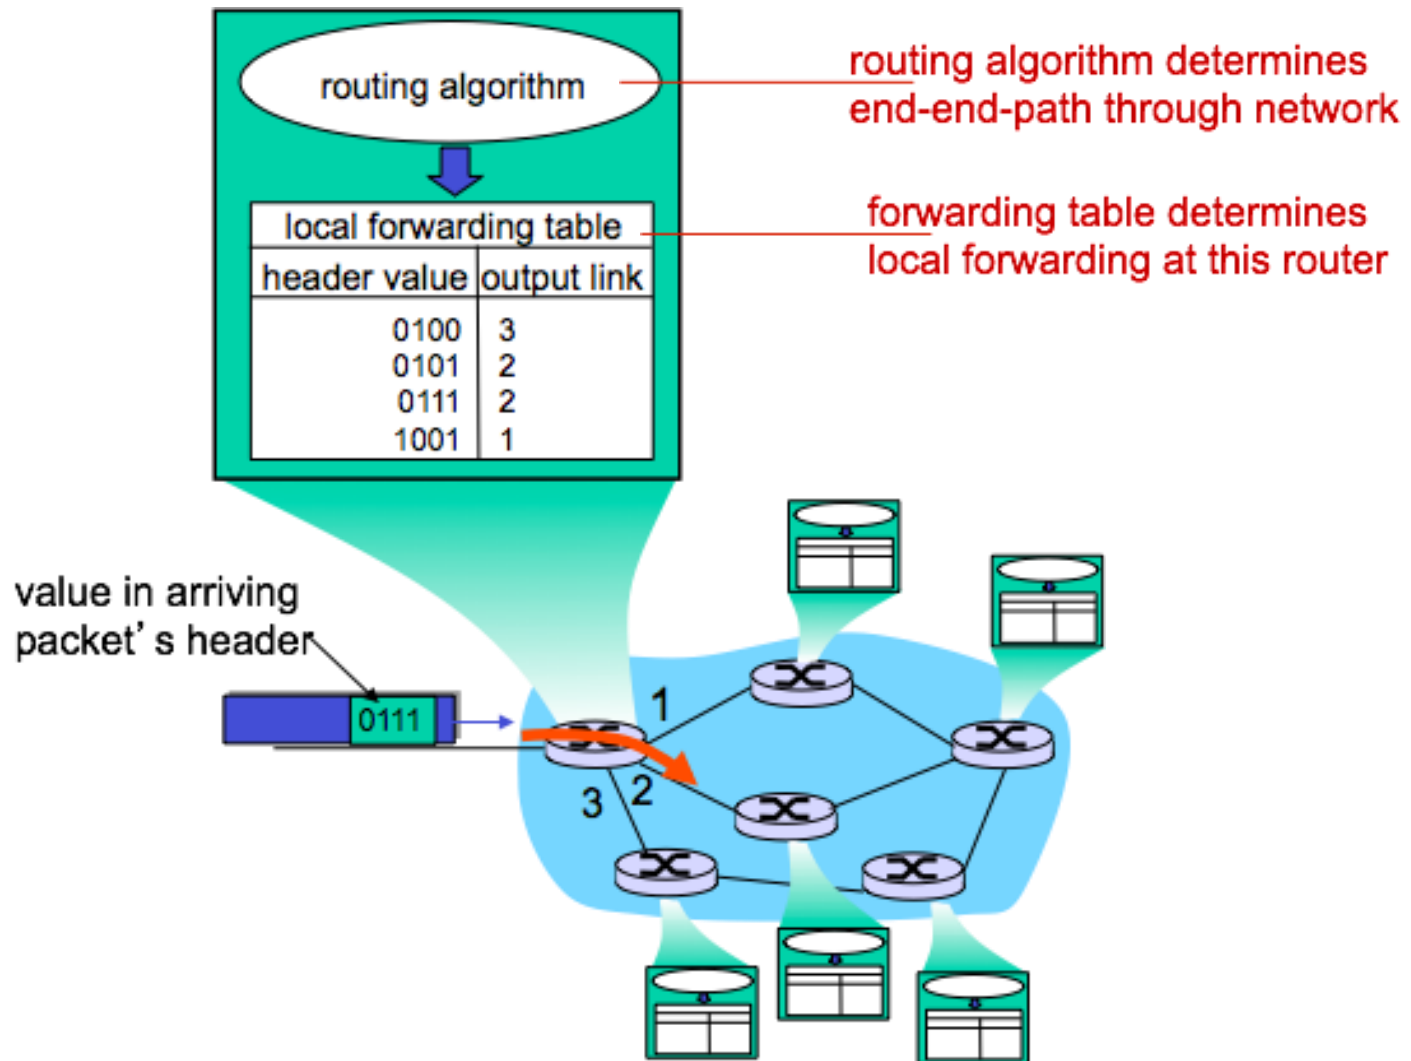 routing algorithm
routing algorithm determines
end-end-path through network
local forwarding table
header value output link
0100 3
0101 2
0111 2
1001 1
forwarding table determines
local forwarding at this router
value in arriving
packet’ s header
0111
1
2
3